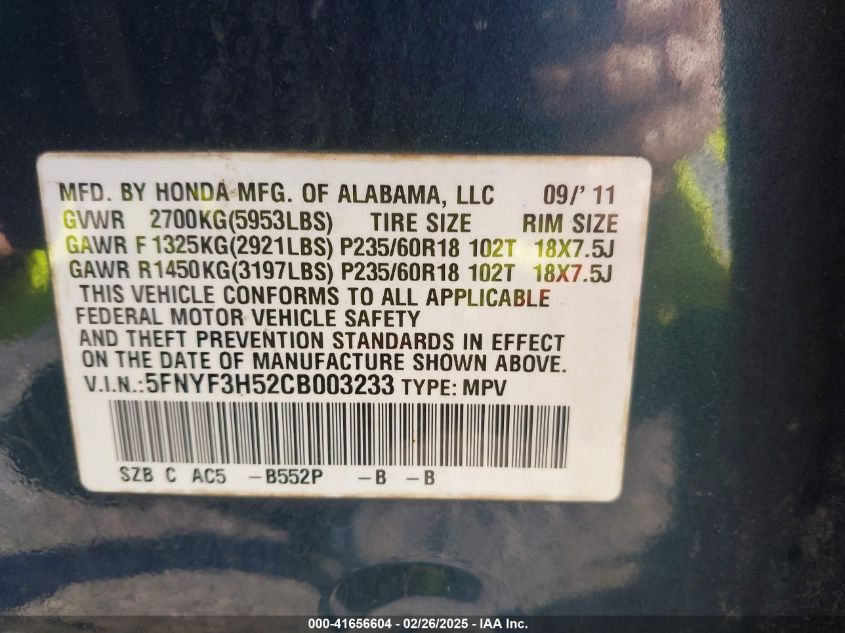 MFD. BY HONDA MFG. OF ALABAMA, LLC 09/'11
GVWR 2700KG(5953LBS) TIRE SIZE RIM SIZE
GAWR F 1325KG(2921LBS) P235/60R18 102T 18X7.5J
GAWR R1450KG(3197LBS) P235/60R18 102T 18X7.5J
THIS VEHICLE CONFORMS TO ALL APPLICABLE
FEDERAL MOTOR VEHICLE SAFETY
AND THEFT PREVENTION STANDARDS IN EFFECT
ON THE DATE OF MANUFACTURE SHOWN ABOVE.
V.I.N.:5FNYF3H52CB003233 TYPE: MPV
SZB C AC5 -B552P -B -B
000-41656604 - 02/26/2025 - IAA Inc.